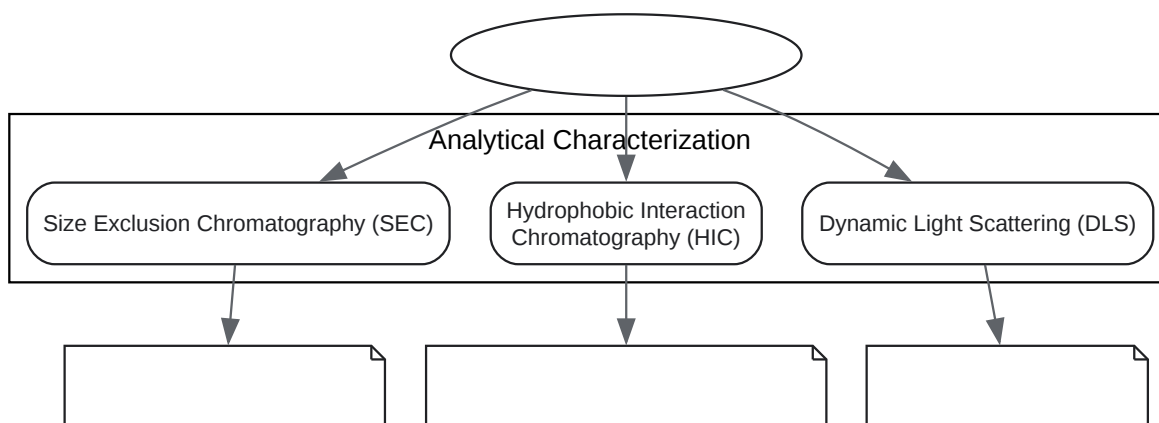 Analytical Characterization
Size Exclusion Chromatography (SEC)
Hydrophobic Interaction
Chromatography (HIC)
Dynamic Light Scattering (DLS)